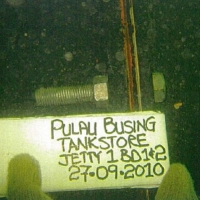 PULAU BUSING
TANKSTORE
JETTY 1 BD1&2
27·09·2010